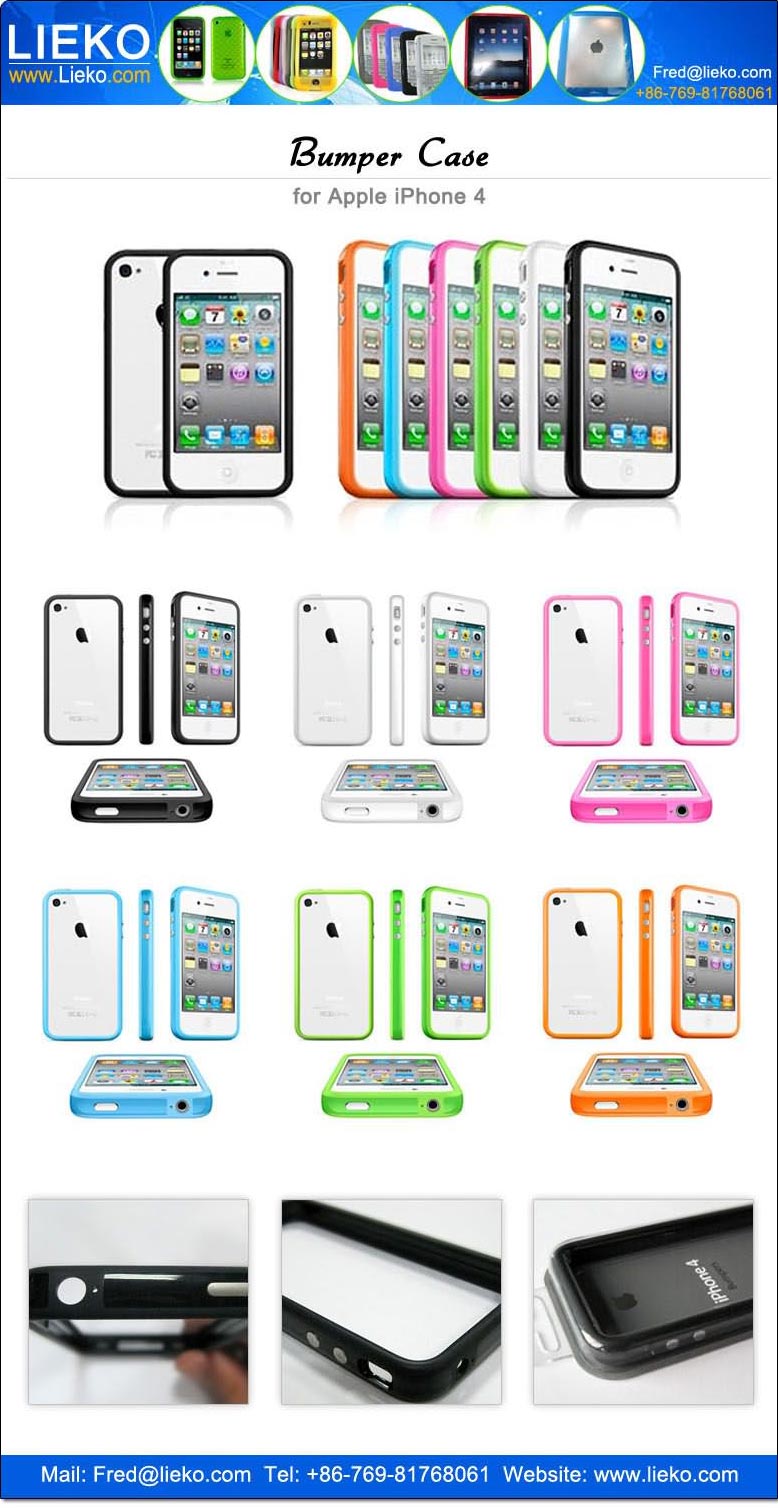 LIEKO
www.Lieko.com
Fred@lieko.com
+86-769-81768061
Bumper Case
for Apple iPhone 4
iPhone 4
Bumpers
Mail: Fred@lieko.com Tel: +86-769-81768061 Website: www.lieko.com